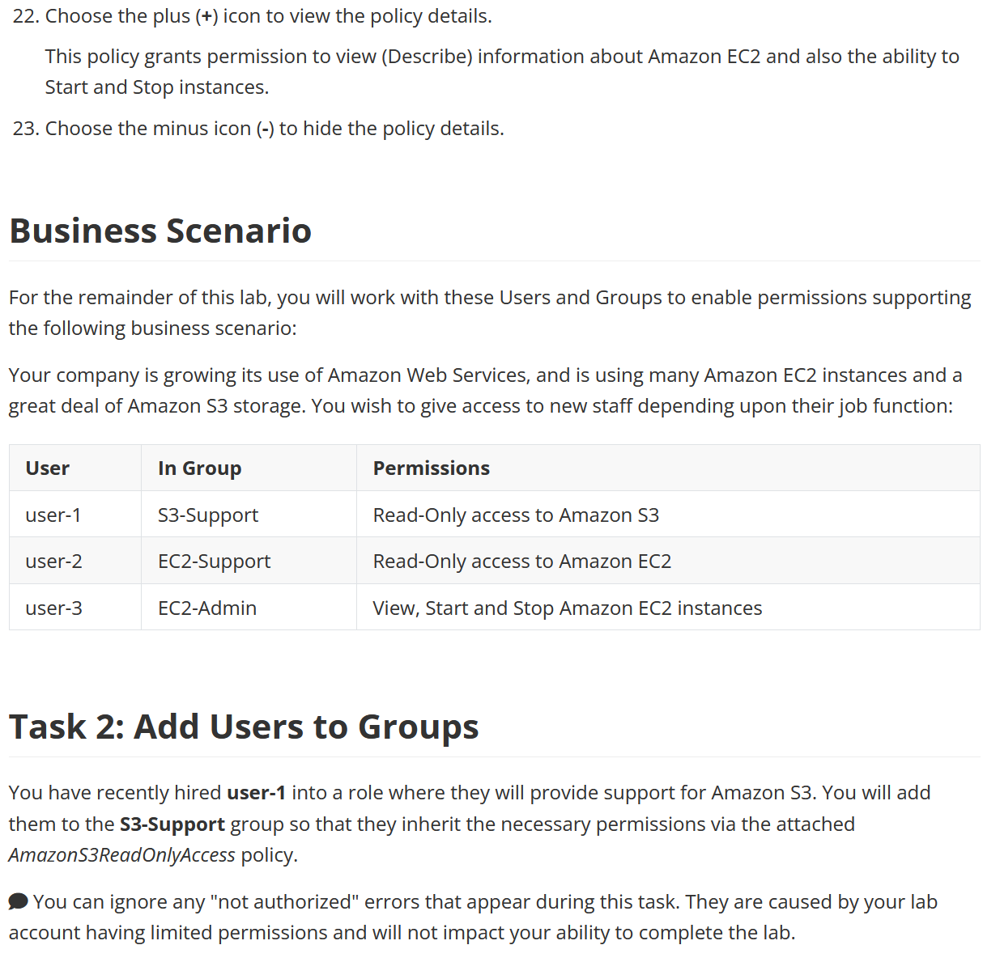 22. Choose the plus (+) icon to view the policy details.
This policy grants permission to view (Describe) information about Amazon EC2 and also the ability to
Start and Stop instances.
23. Choose the minus icon (-) to hide the policy details.
Business Scenario
For the remainder of this lab, you will work with these Users and Groups to enable permissions supporting
the following business scenario:
Your company is growing its use of Amazon Web Services, and is using many Amazon EC2 instances and a
great deal of Amazon S3 storage. You wish to give access to new staff depending upon their job function:
User In Group Permissions
user-1 S3-Support Read-Only access to Amazon S3
user-2 EC2-Support Read-Only access to Amazon EC2
user-3 EC2-Admin View, Start and Stop Amazon EC2 instances
Task 2: Add Users to Groups
You have recently hired user-1 into a role where they will provide support for Amazon S3. You will add
them to the S3-Support group so that they inherit the necessary permissions via the attached
AmazonS3ReadOnlyAccess policy.
You can ignore any "not authorized" errors that appear during this task. They are caused by your lab
account having limited permissions and will not impact your ability to complete the lab.